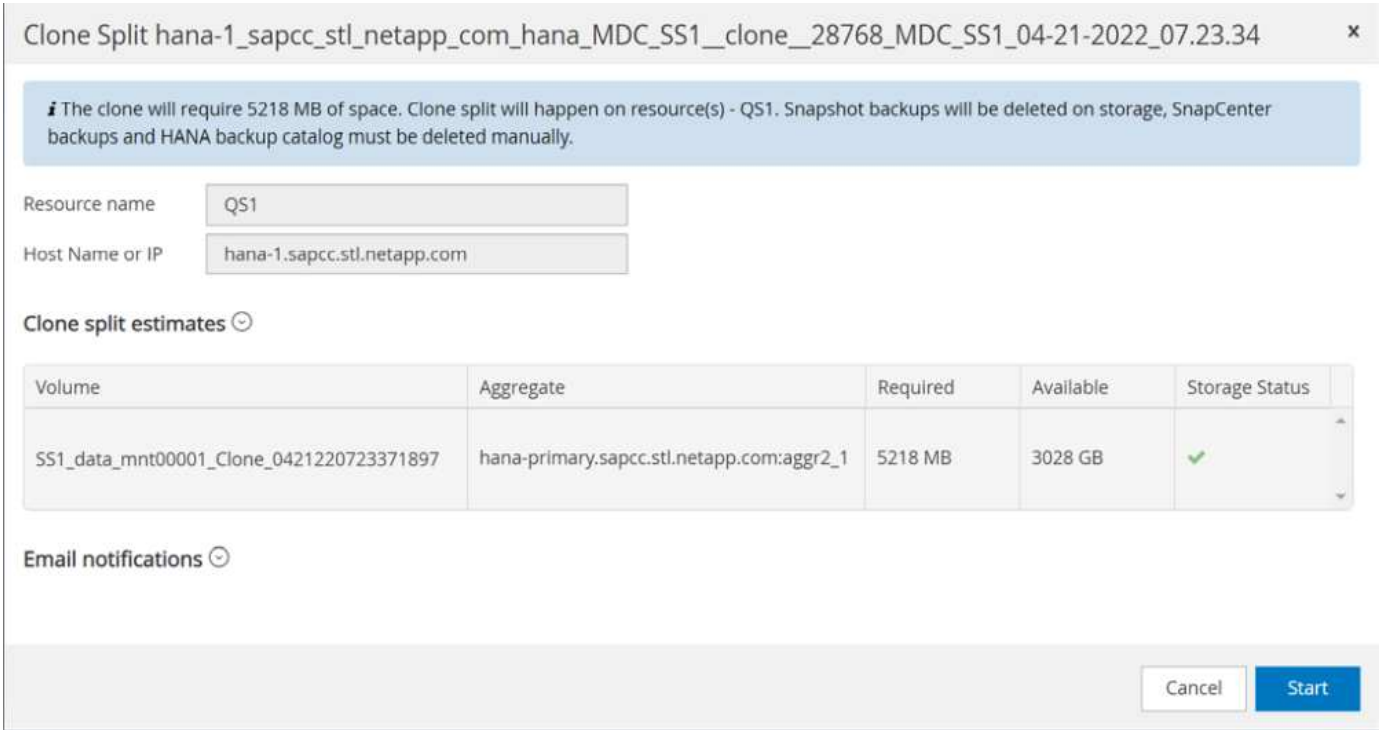 Clone Split hana-1_sapcc_stl_netapp_com_hana_MDC_SS1__clone__28768_MDC_SS1_04-21-2022_07.23.34 x
i The clone will require 5218 MB of space. Clone split will happen on resource(s) - QS1. Snapshot backups will be deleted on storage, SnapCenter
backups and HANA backup catalog must be deleted manually.
Resource name QS1
Host Name or IP hana-1.sapcc.stl.netapp.com
Clone split estimates
Volume Aggregate Required Available Storage Status
SS1_data_mnt00001_Clone_0421220723371897 hana-primary.sapcc.stl.netapp.com:aggr2_1 5218 MB 3028 GB
Email notifications
Cancel Start